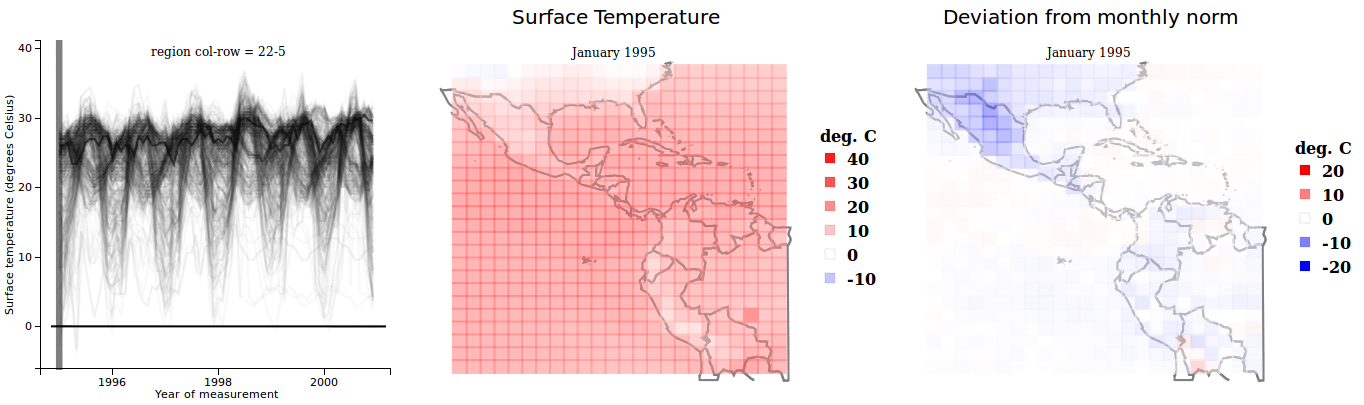 Surface Temperature
Deviation from monthly norm
region col-row = 22-5
January 1995
January 1995
Surface temperature (degrees Celsius)
40
30
20
10
0
1996
1998
2000
Year of measurement
deg. C
40
30
20
10
0
-10
deg. C
20
10
0
-10
-20